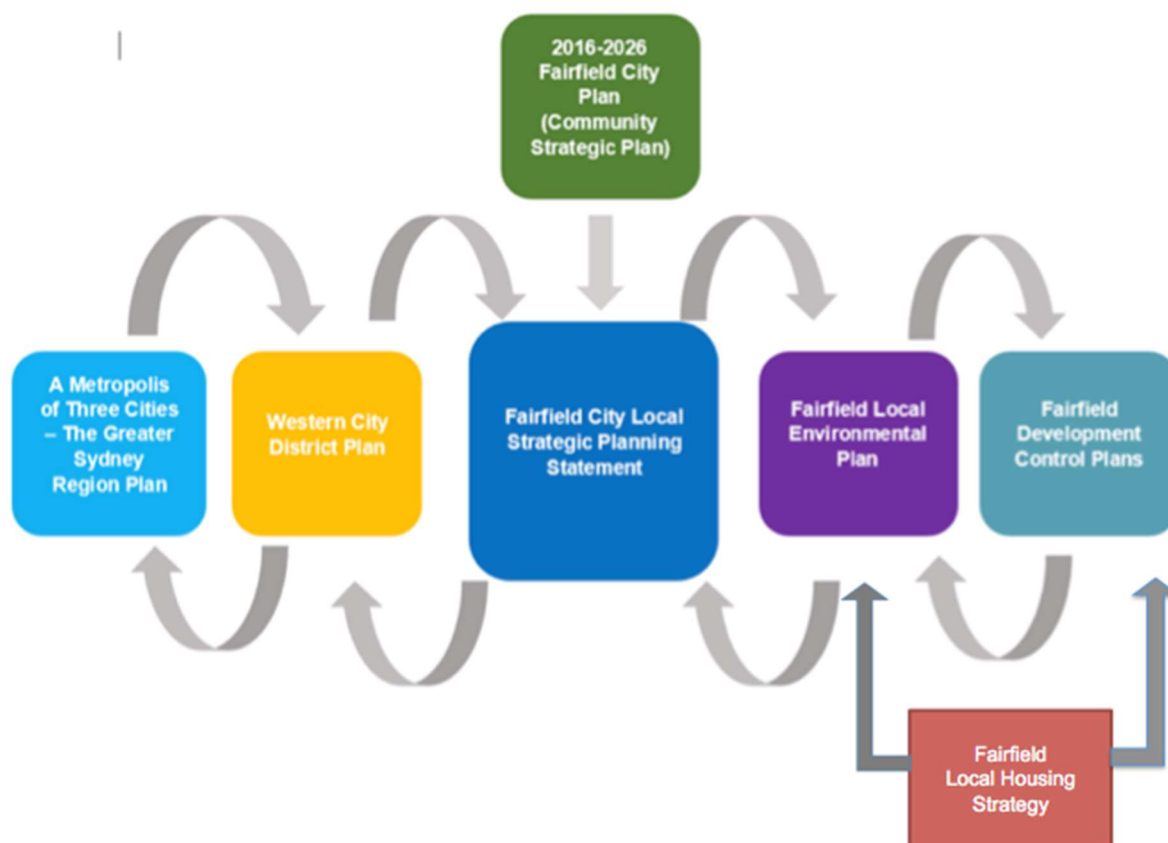 2016-2026
Fairfield City
Plan
(Community
Strategic Plan)
A Metropolis
of Three Cities
– The Greater
Sydney
Region Plan
Western City
District Plan
Fairfield City Local
Strategic Planning
Statement
Fairfield Local
Environmental
Plan
Fairfield
Development
Control Plans
Fairfield
Local Housing
Strategy